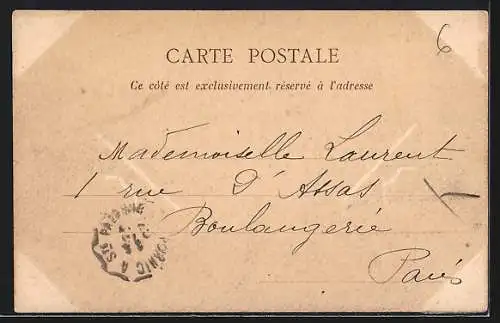 6
CARTE POSTALE
Ce côté est exclusivement réservé à l'adresse
Mademoiselle Laurent
1 rue D'Assas
Boulangerie
Paris